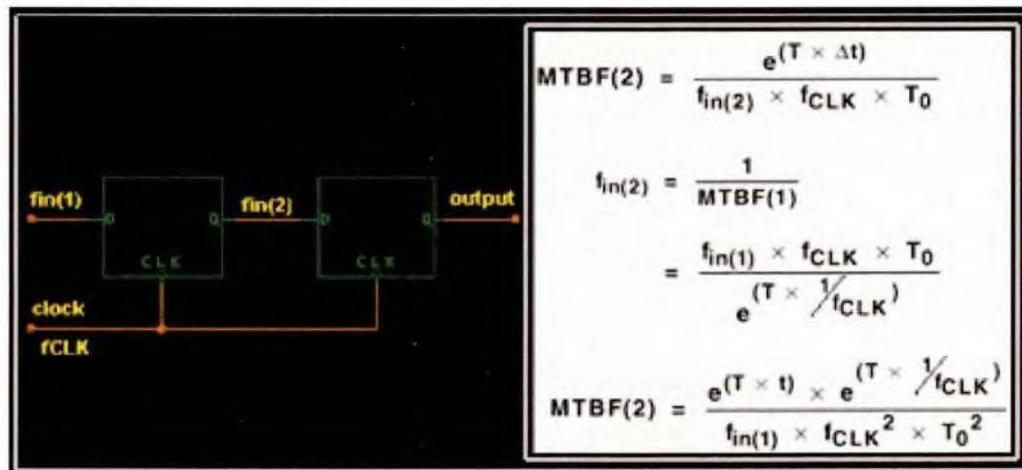 fin(1)
D
Q
CLK
fin(2)
D
Q
CLK
output
clock
fCLK
MTBF(2) = e^(T × Δt) / f_in(2) × f_CLK × T_0
f_in(2) = 1 / MTBF(1)
= f_in(1) × f_CLK × T_0 / e^(T × 1/f_CLK)
MTBF(2) = e^(T × t) × e^(T × 1/f_CLK) / f_in(1) × f_CLK^2 × T_0^2